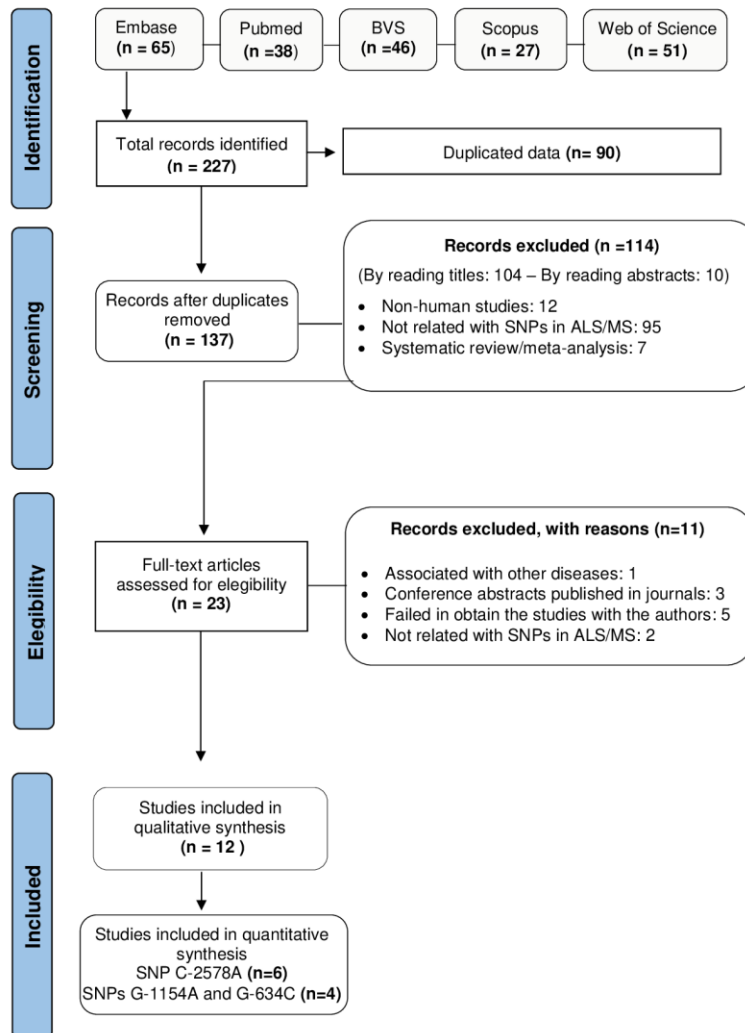 Identification
Embase
(n = 65)
Pubmed
(n =38)
BVS
(n =46)
Scopus
(n = 27)
Web of Science
(n = 51)
Total records identified
(n = 227)
Duplicated data (n= 90)
Screening
Records after duplicates
removed
(n = 137)
Records excluded (n =114)
(By reading titles: 104 – By reading abstracts: 10)
• Non-human studies: 12
• Not related with SNPs in ALS/MS: 95
• Systematic review/meta-analysis: 7
Elegibility
Full-text articles
assessed for elegibility
(n = 23)
Records excluded, with reasons (n=11)
• Associated with other diseases: 1
• Conference abstracts published in journals: 3
• Failed in obtain the studies with the authors: 5
• Not related with SNPs in ALS/MS: 2
Included
Studies included in
qualitative synthesis
(n = 12 )
Studies included in quantitative
synthesis
SNP C-2578A (n=6)
SNPs G-1154A and G-634C (n=4)